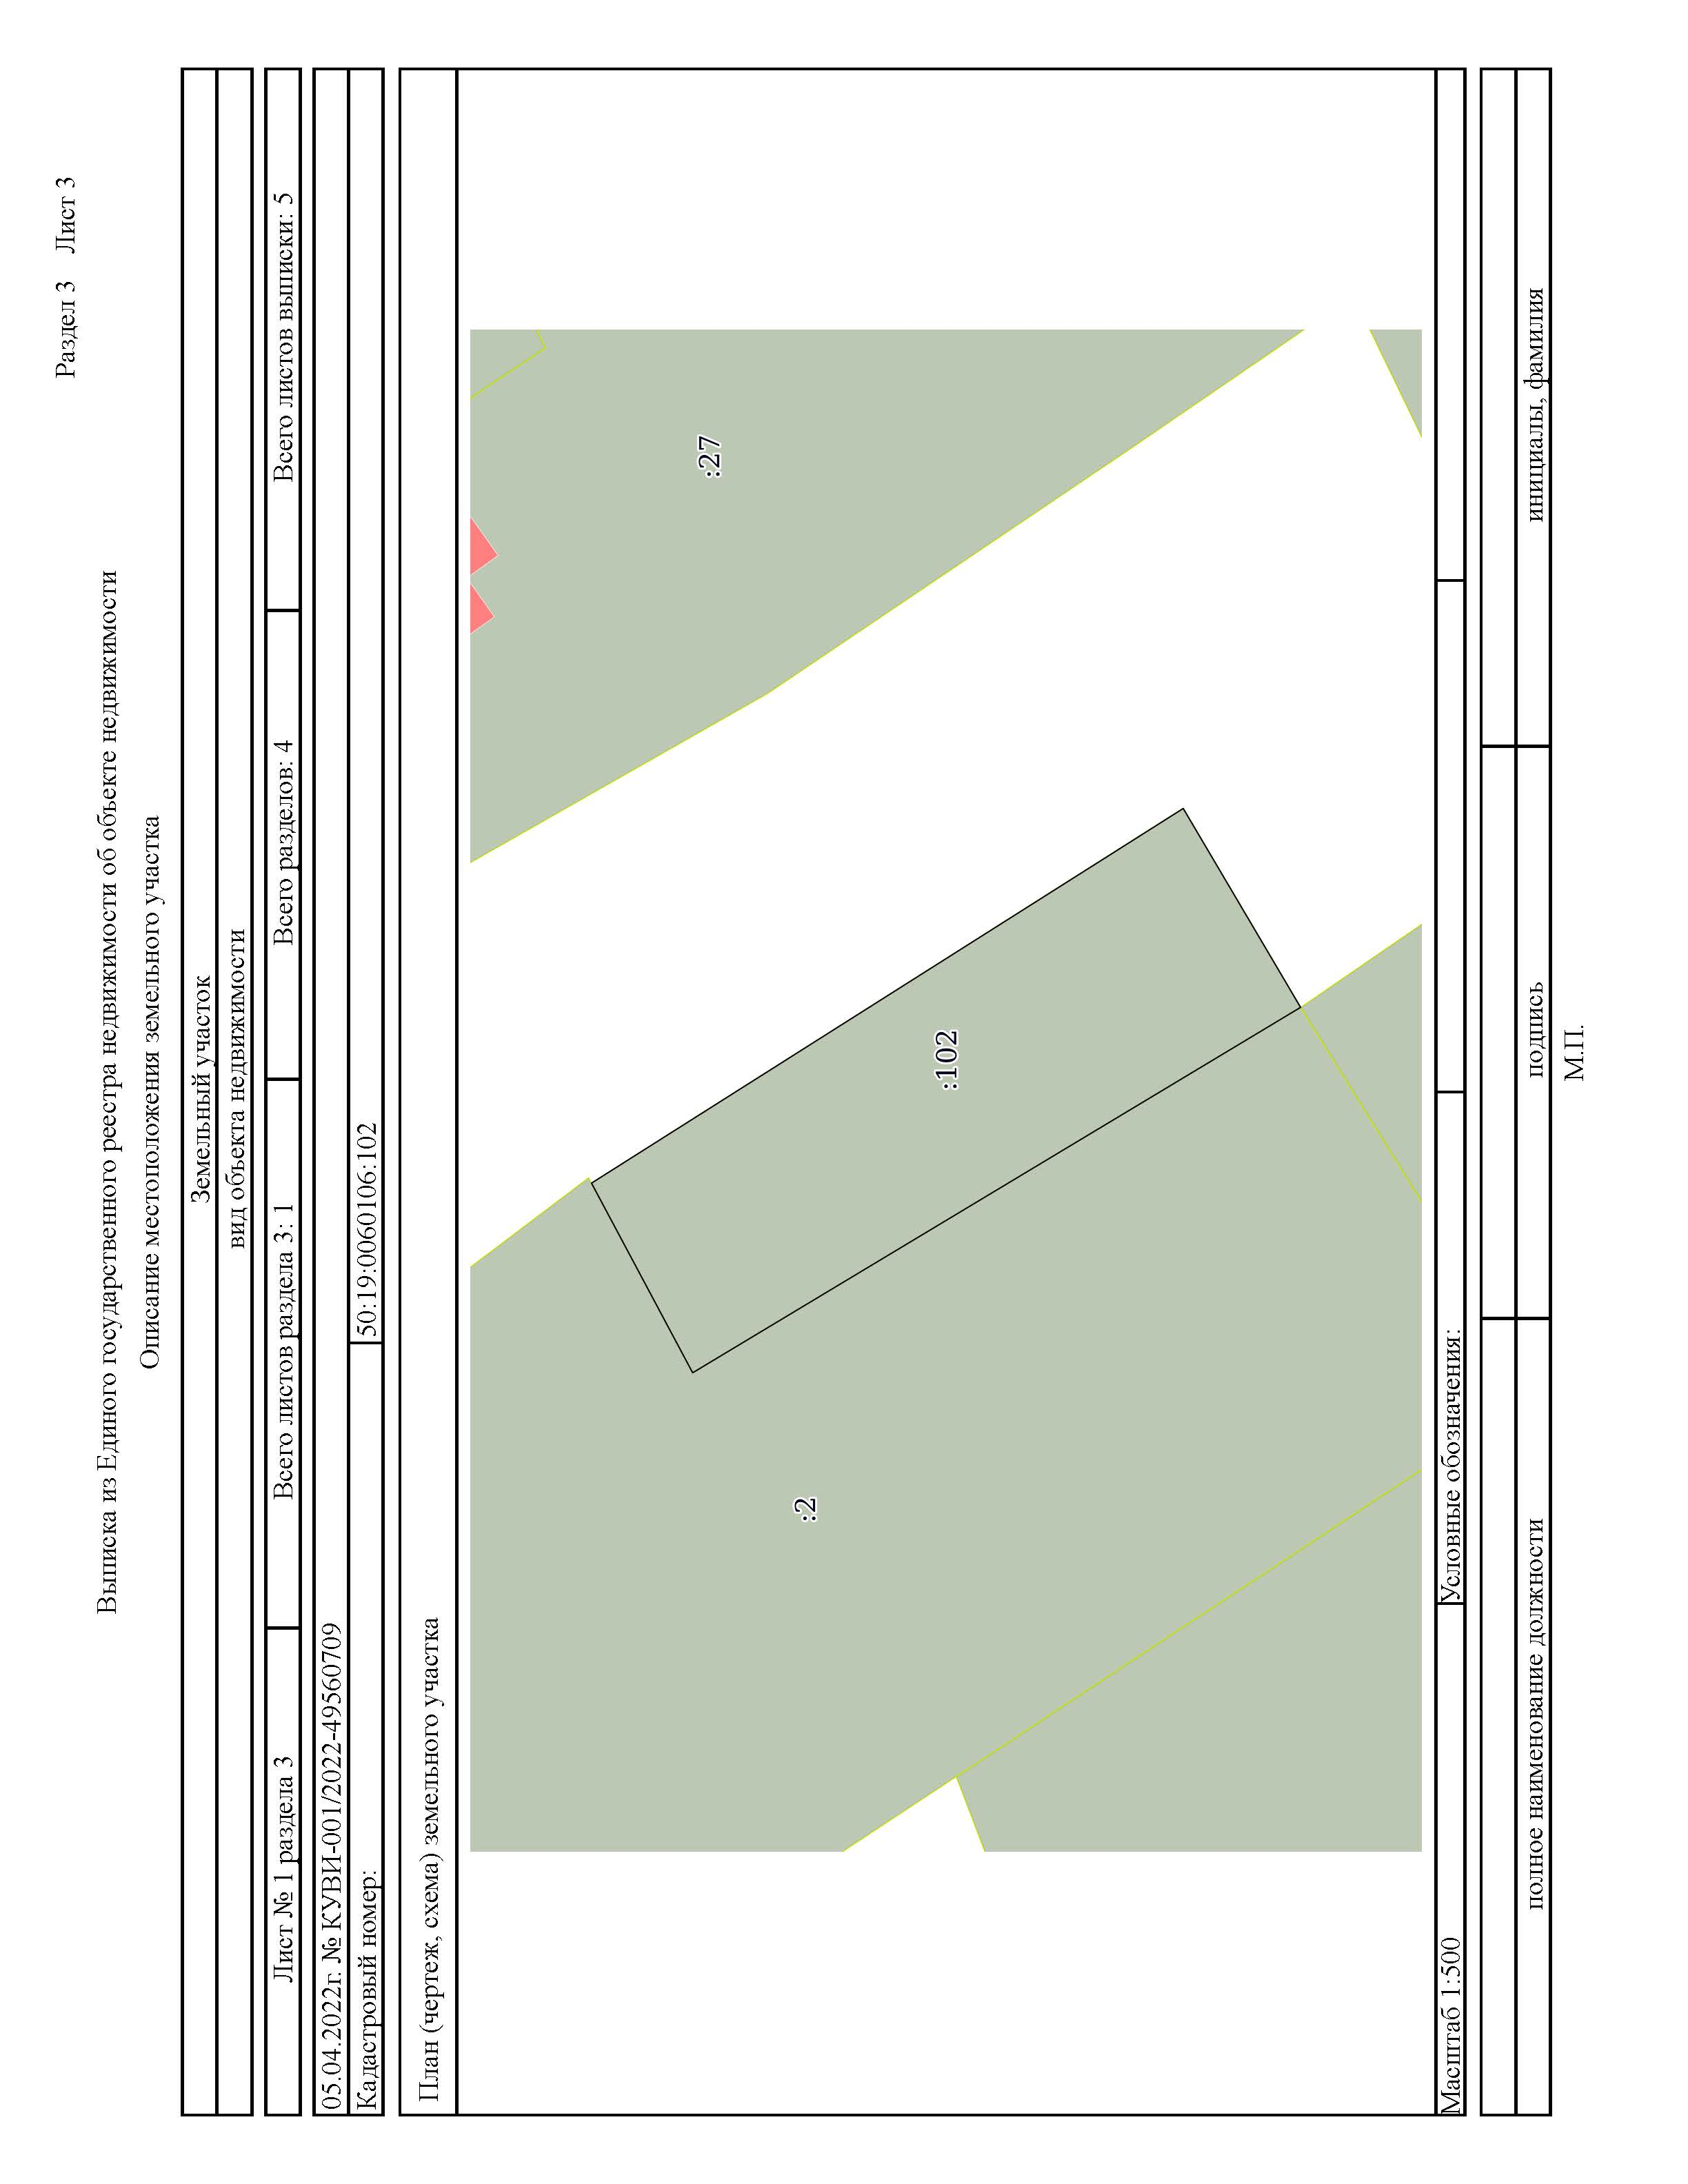 Раздел 3 Лист 3
Выписка из Единого государственного реестра недвижимости об объекте недвижимости
Описание местоположения земельного участка
Земельный участок
вид объекта недвижимости
Лист № 1 раздела 3 Всего листов раздела 3: 1 Всего разделов: 4 Всего листов выписки: 5
05.04.2022г. № КУВИ-001/2022-49560709
Кадастровый номер: 50:19:0060106:102
План (чертеж, схема) земельного участка
:27
:2
:102
Масштаб 1:500 Условные обозначения:
полное наименование должности подпись инициалы, фамилия
М.П.